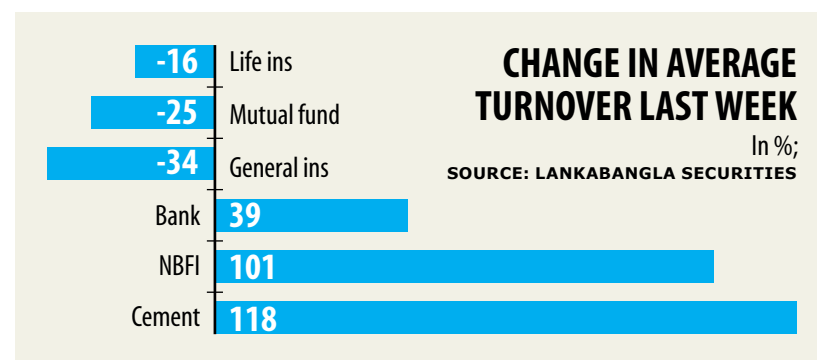 CHANGE IN AVERAGE
TURNOVER LAST WEEK
In %;
SOURCE: LANKABANGLA SECURITIES
-16 Life ins
-25 Mutual fund
-34 General ins
Bank 39
NBFI 101
Cement 118